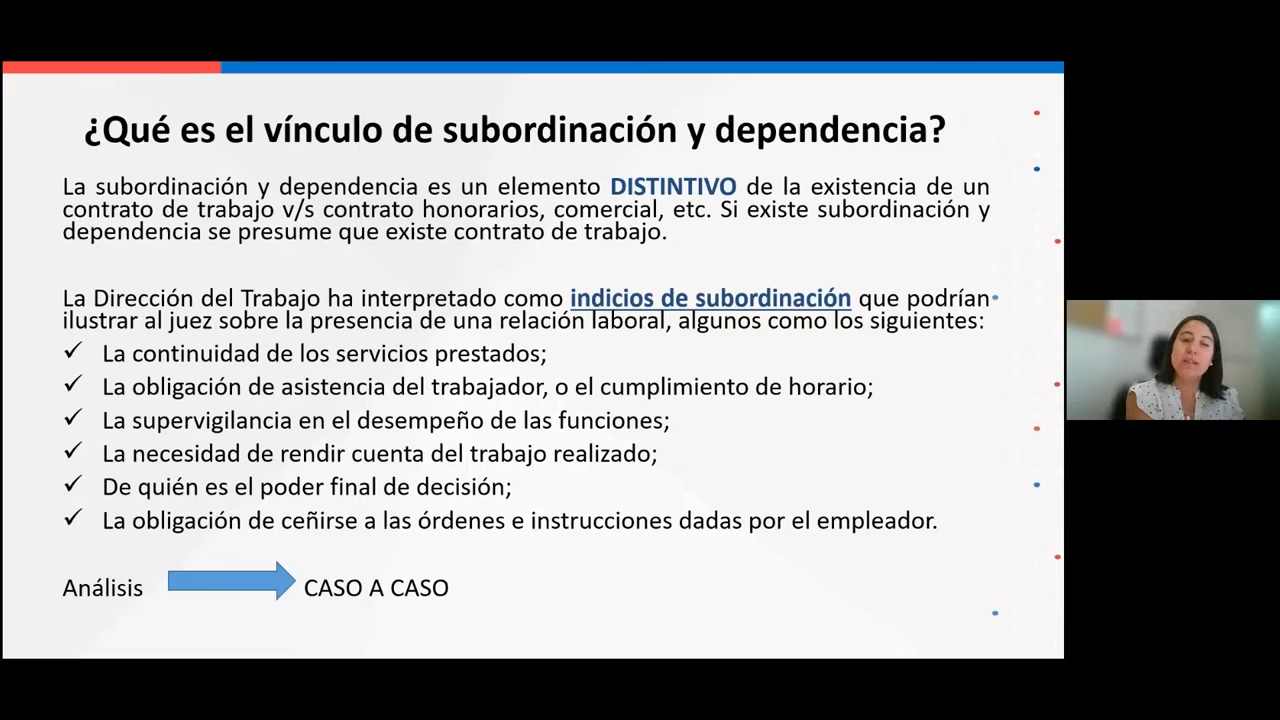 ¿Qué es el vínculo de subordinación y dependencia?
La subordinación y dependencia es un elemento DISTINTIVO de la existencia de un
contrato de trabajo v/s contrato honorarios, comercial, etc. Si existe subordinación y
dependencia se presume que existe contrato de trabajo.
La Dirección del Trabajo ha interpretado como indicios de subordinación que podrían
ilustrar al juez sobre la presencia de una relación laboral, algunos como los siguientes:
✓ La continuidad de los servicios prestados;
✓ La obligación de asistencia del trabajador, o el cumplimiento de horario;
✓ La supervigilancia en el desempeño de las funciones;
✓ La necesidad de rendir cuenta del trabajo realizado;
✓ De quién es el poder final de decisión;
✓ La obligación de ceñirse a las órdenes e instrucciones dadas por el empleador.
Análisis CASO A CASO